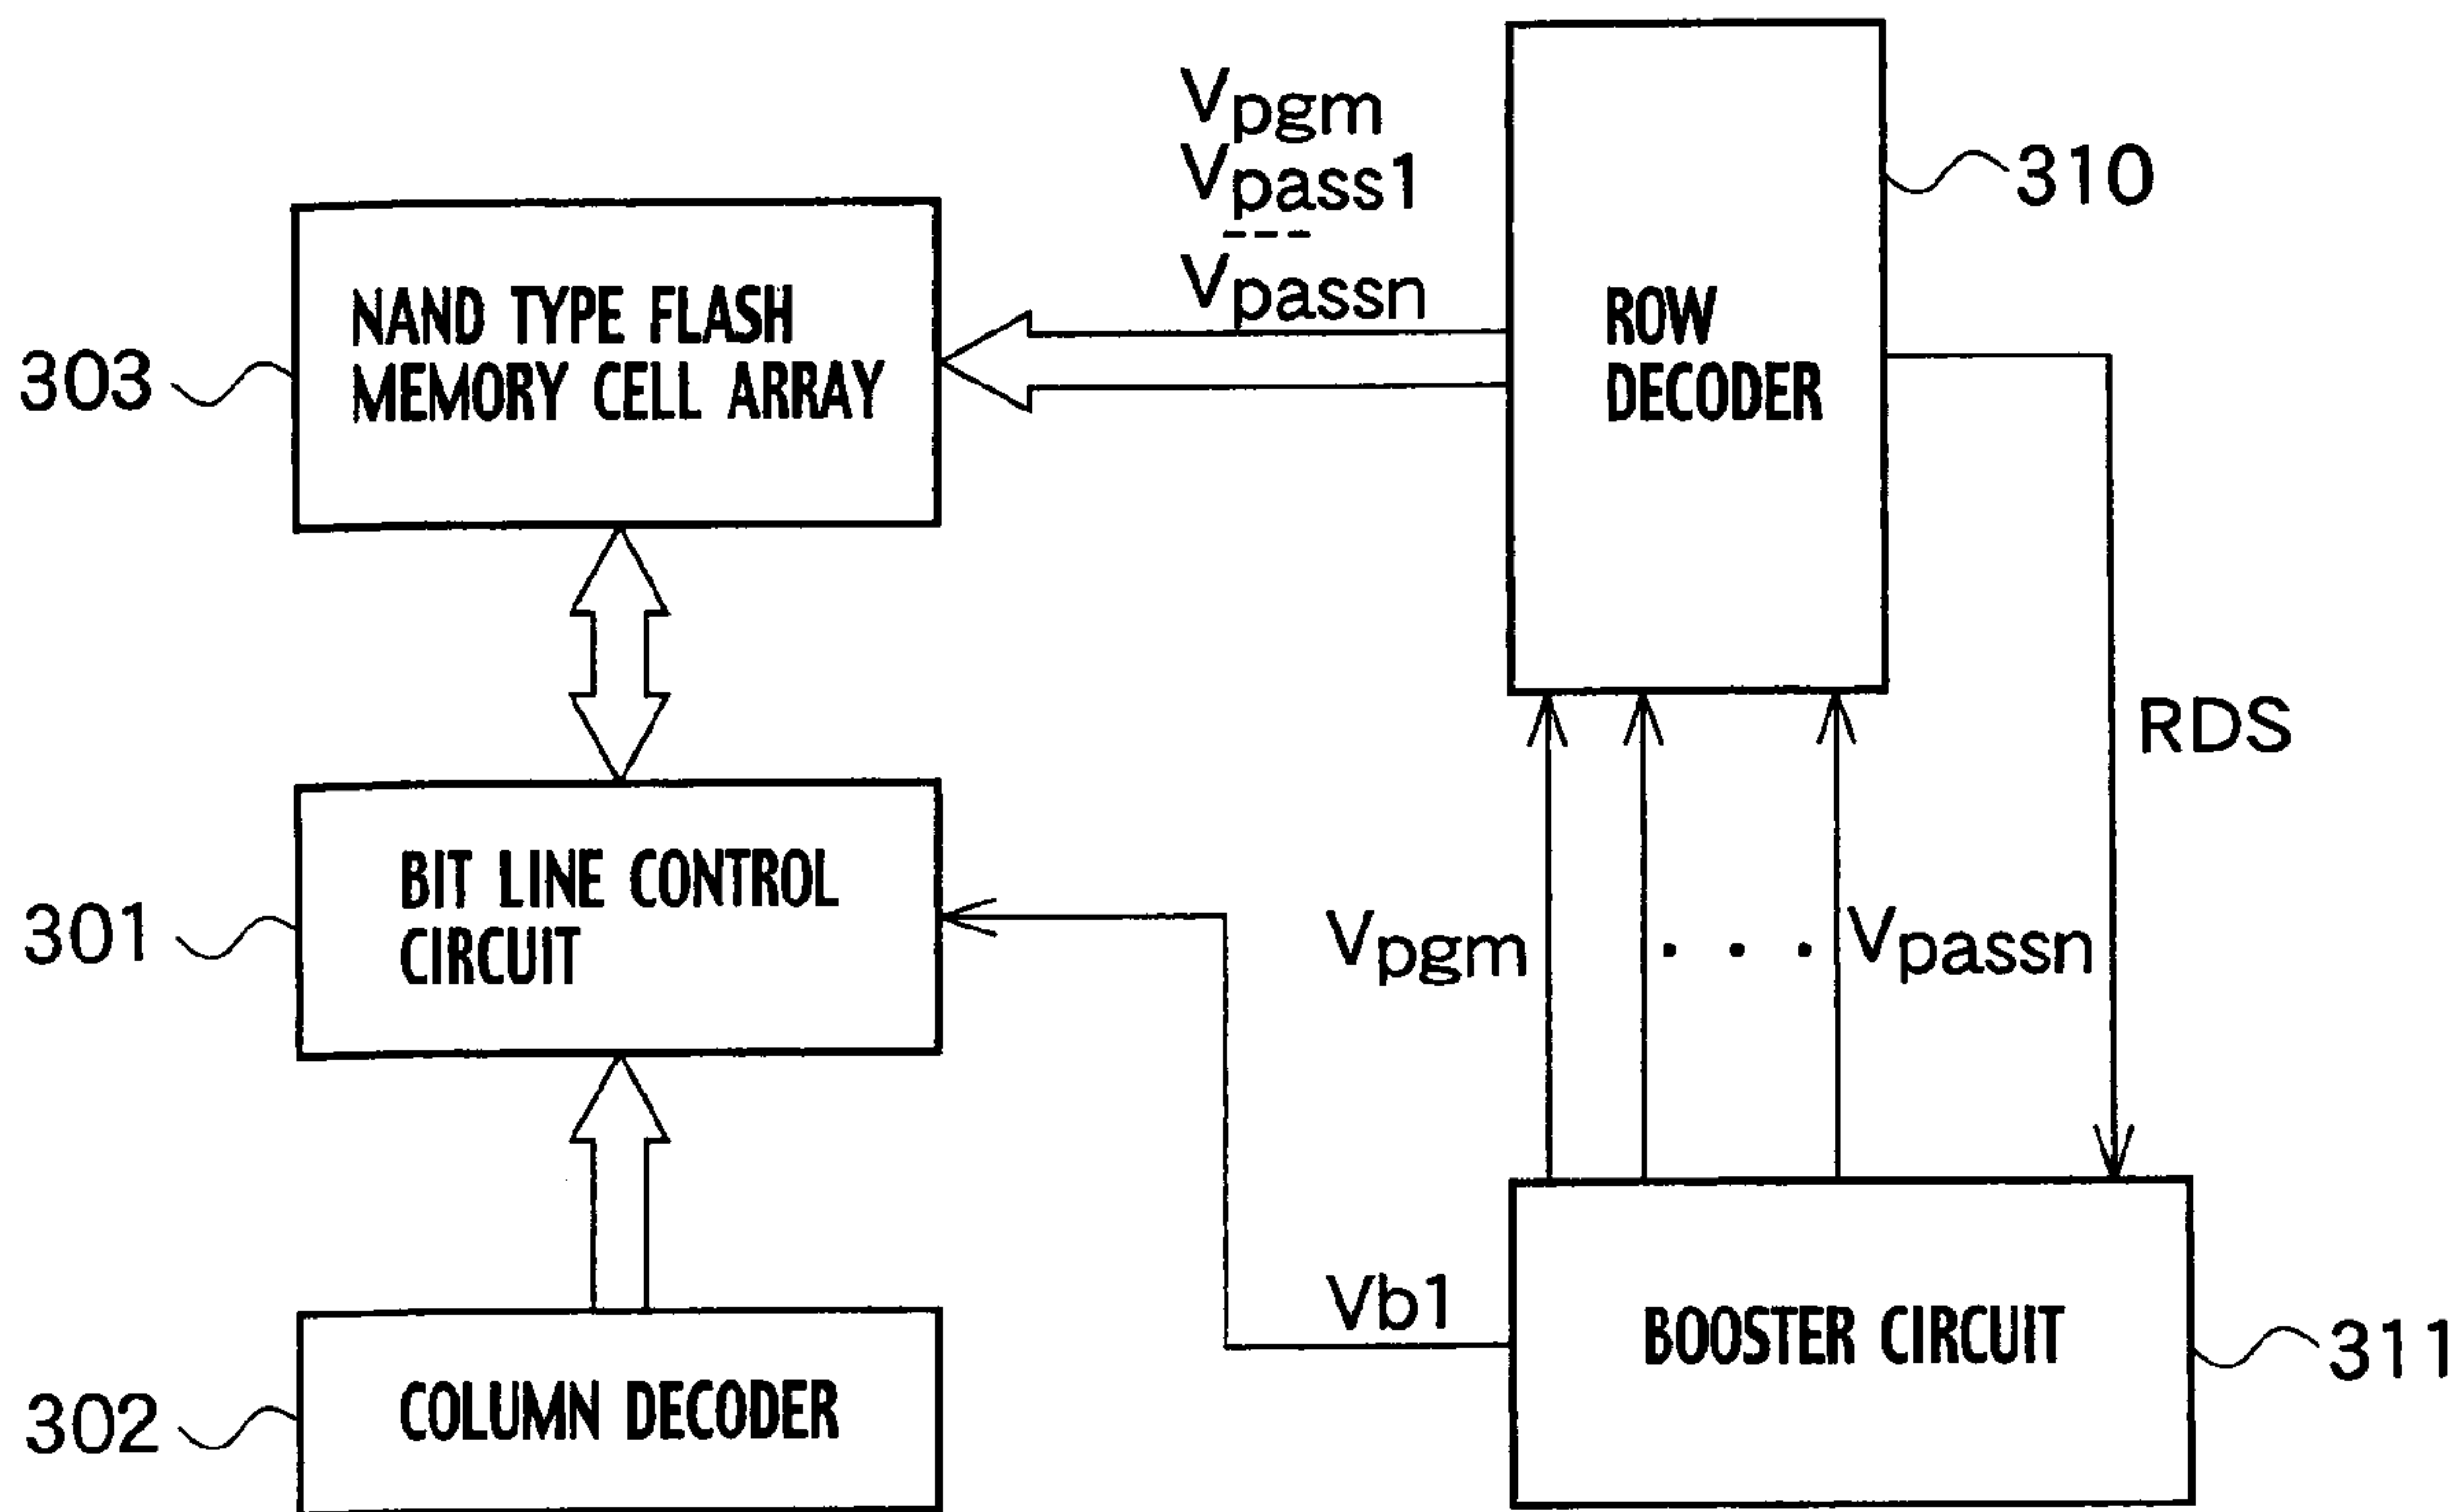 Vpgm
Vpass1
---
Vpassn
310
NAND TYPE FLASH
MEMORY CELL ARRAY
303
ROW
DECODER
RDS
BIT LINE CONTROL
CIRCUIT
301
Vpgm
. . .
Vpassn
Vb1
BOOSTER CIRCUIT
311
COLUMN DECODER
302